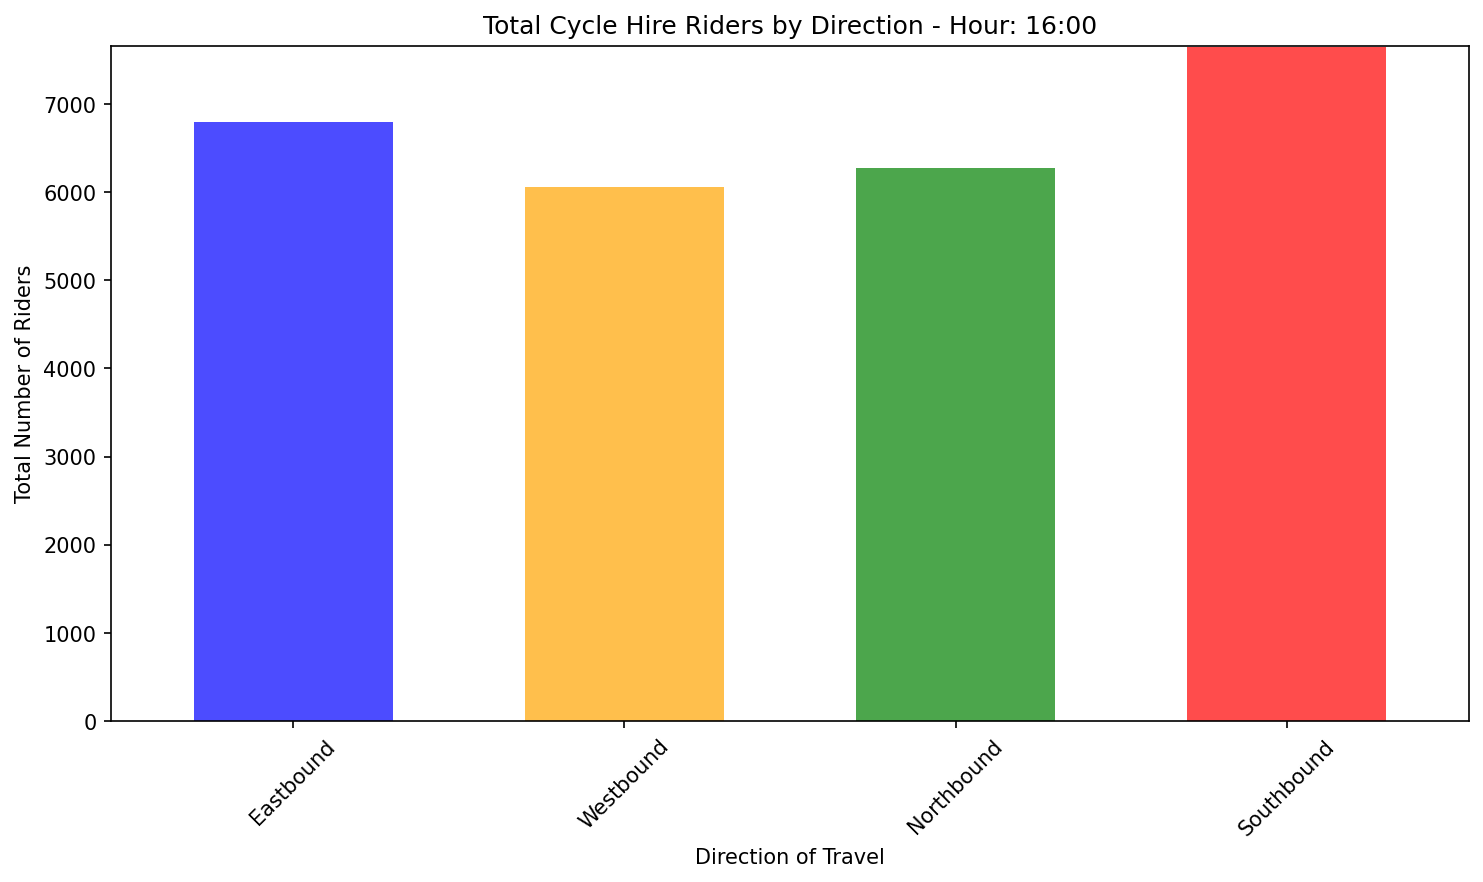 Total Cycle Hire Riders by Direction - Hour: 16:00
Total Number of Riders
7000
6000
5000
4000
3000
2000
1000
0
Eastbound
Westbound
Northbound
Southbound
Direction of Travel